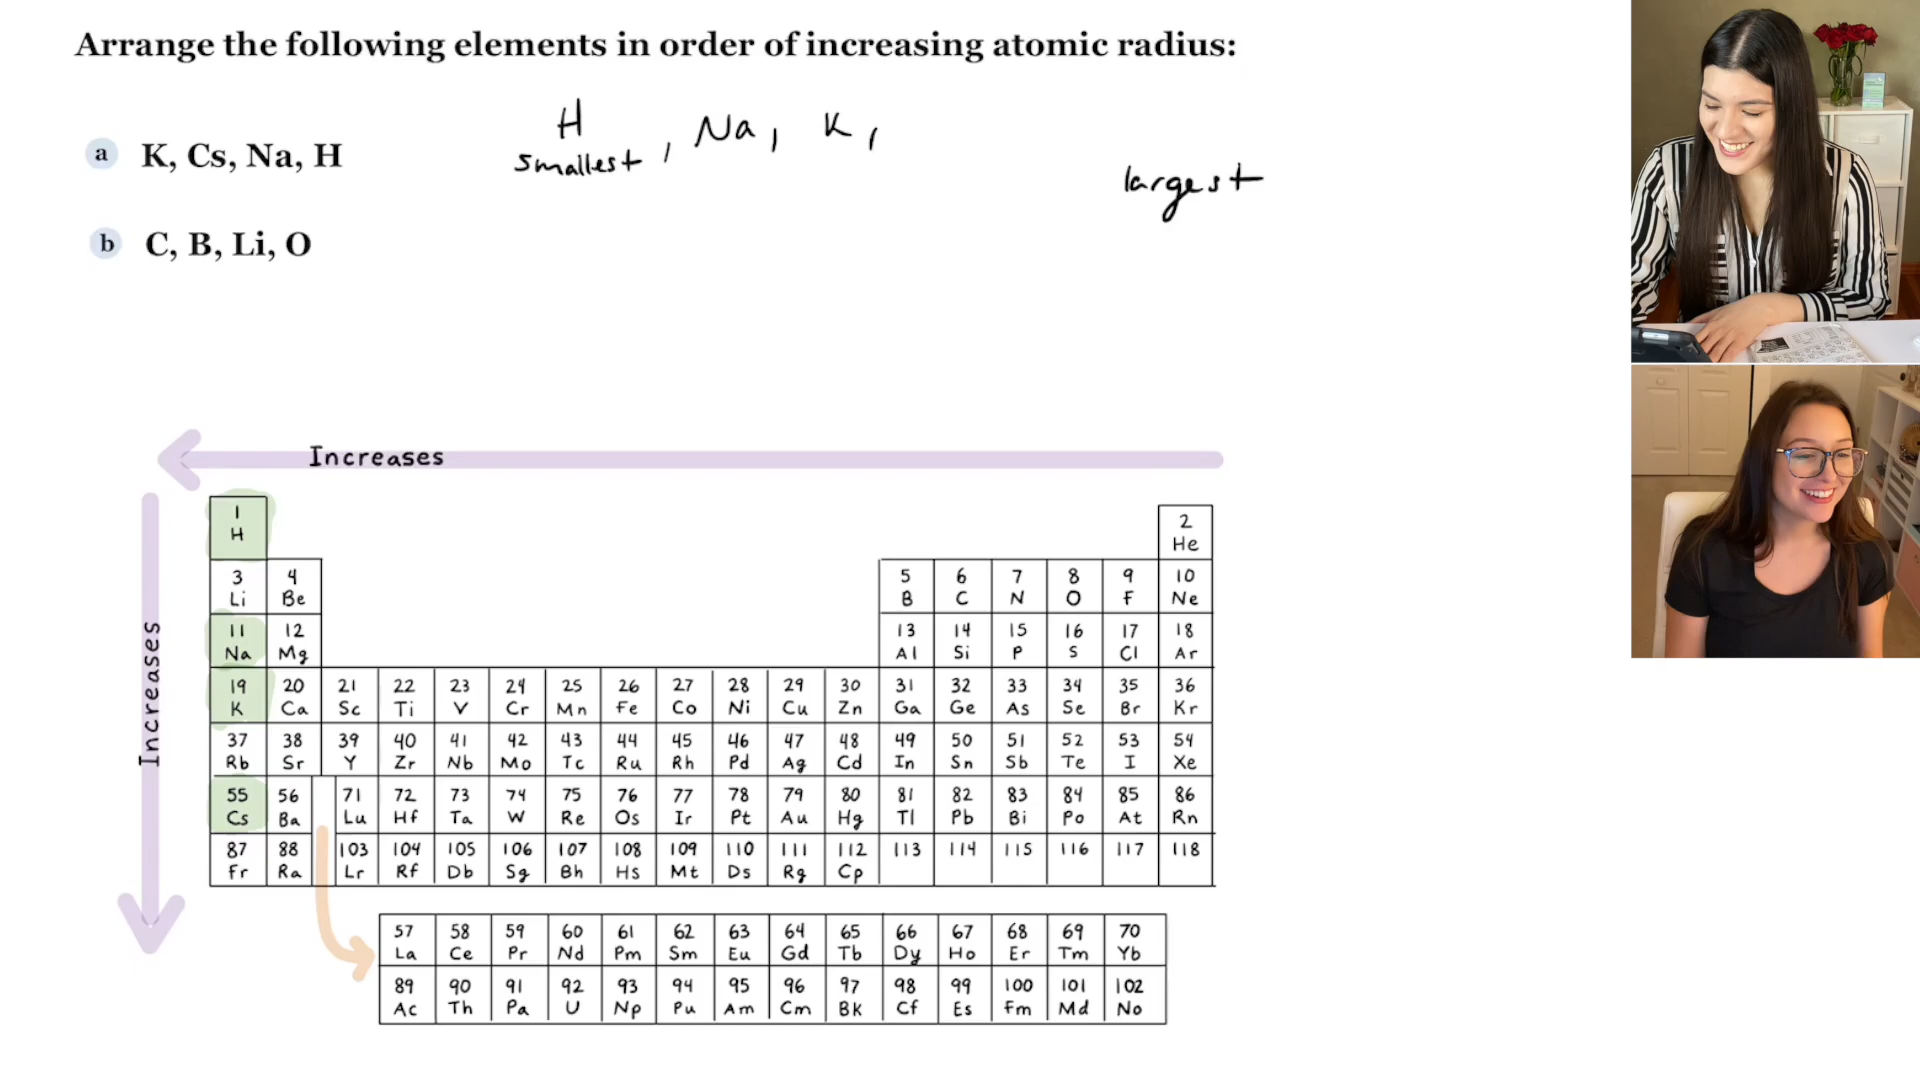 Arrange the following elements in order of increasing atomic radius:
a K, Cs, Na, H
H , Na, K,
smallest
largest
b C, B, Li, O
Increases
Increases
1 2
H He
3 4 5 6 7 8 9 10
Li Be B C N O F Ne
11 12 13 14 15 16 17 18
Na Mg Al Si P S Cl Ar
19 20 21 22 23 24 25 26 27 28 29 30 31 32 33 34 35 36
K Ca Sc Ti V Cr Mn Fe Co Ni Cu Zn Ga Ge As Se Br Kr
37 38 39 40 41 42 43 44 45 46 47 48 49 50 51 52 53 54
Rb Sr Y Zr Nb Mo Tc Ru Rh Pd Ag Cd In Sn Sb Te I Xe
55 56 71 72 73 74 75 76 77 78 79 80 81 82 83 84 85 86
Cs Ba Lu Hf Ta W Re Os Ir Pt Au Hg Tl Pb Bi Po At Rn
87 88 103 104 105 106 107 108 109 110 111 112 113 114 115 116 117 118
Fr Ra Lr Rf Db Sg Bh Hs Mt Ds Rg Cp
57 58 59 60 61 62 63 64 65 66 67 68 69 70
La Ce Pr Nd Pm Sm Eu Gd Tb Dy Ho Er Tm Yb
89 90 91 92 93 94 95 96 97 98 99 100 101 102
Ac Th Pa U Np Pu Am Cm BK Cf Es Fm Md No